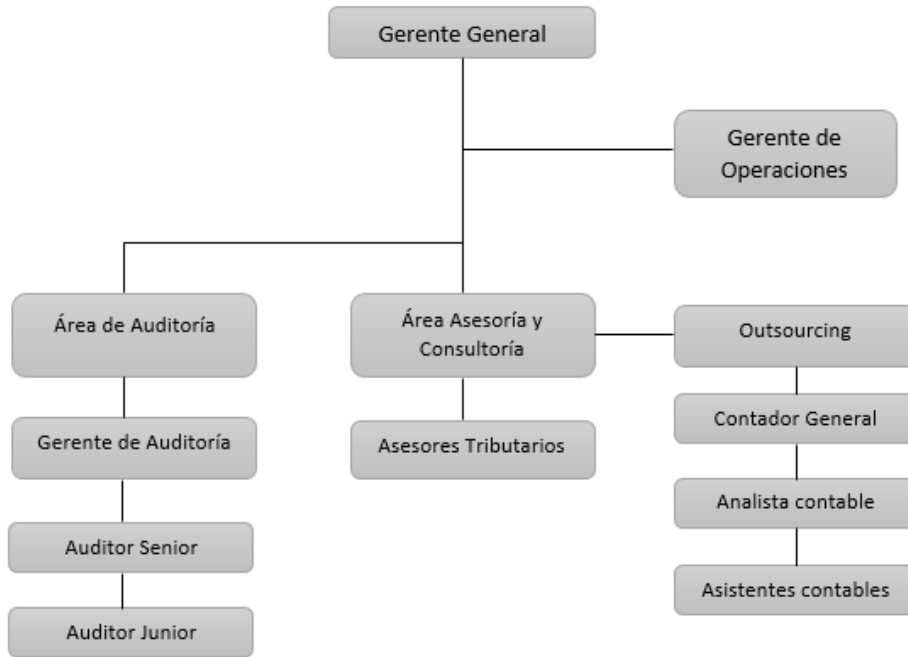 Gerente General
Gerente de
Operaciones
Área de Auditoría
Área Asesoría y
Consultoría
Outsourcing
Gerente de Auditoría
Asesores Tributarios
Contador General
Auditor Senior
Analista contable
Auditor Junior
Asistentes contables